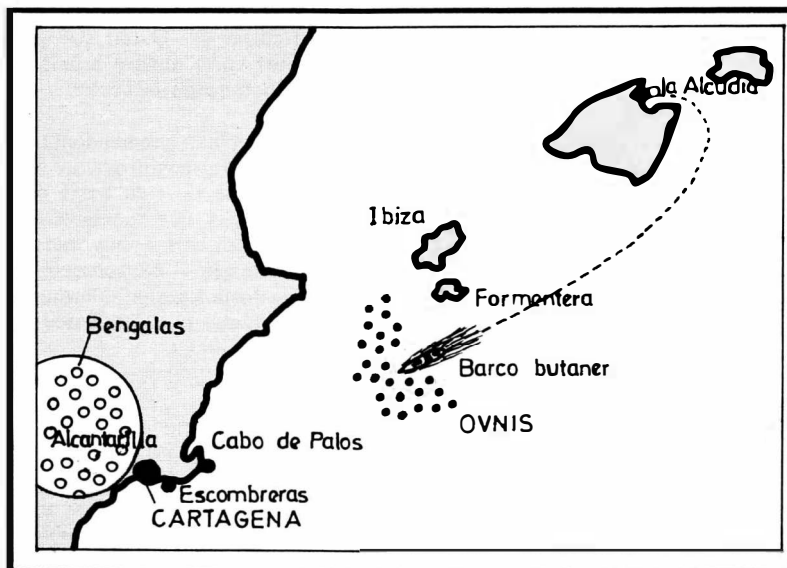 la Alcudia
Ibiza
Formentera
Bengalas
Barco butaner
Alcantarilla
Cabo de Palos
OVNIS
Escombreras
CARTAGENA